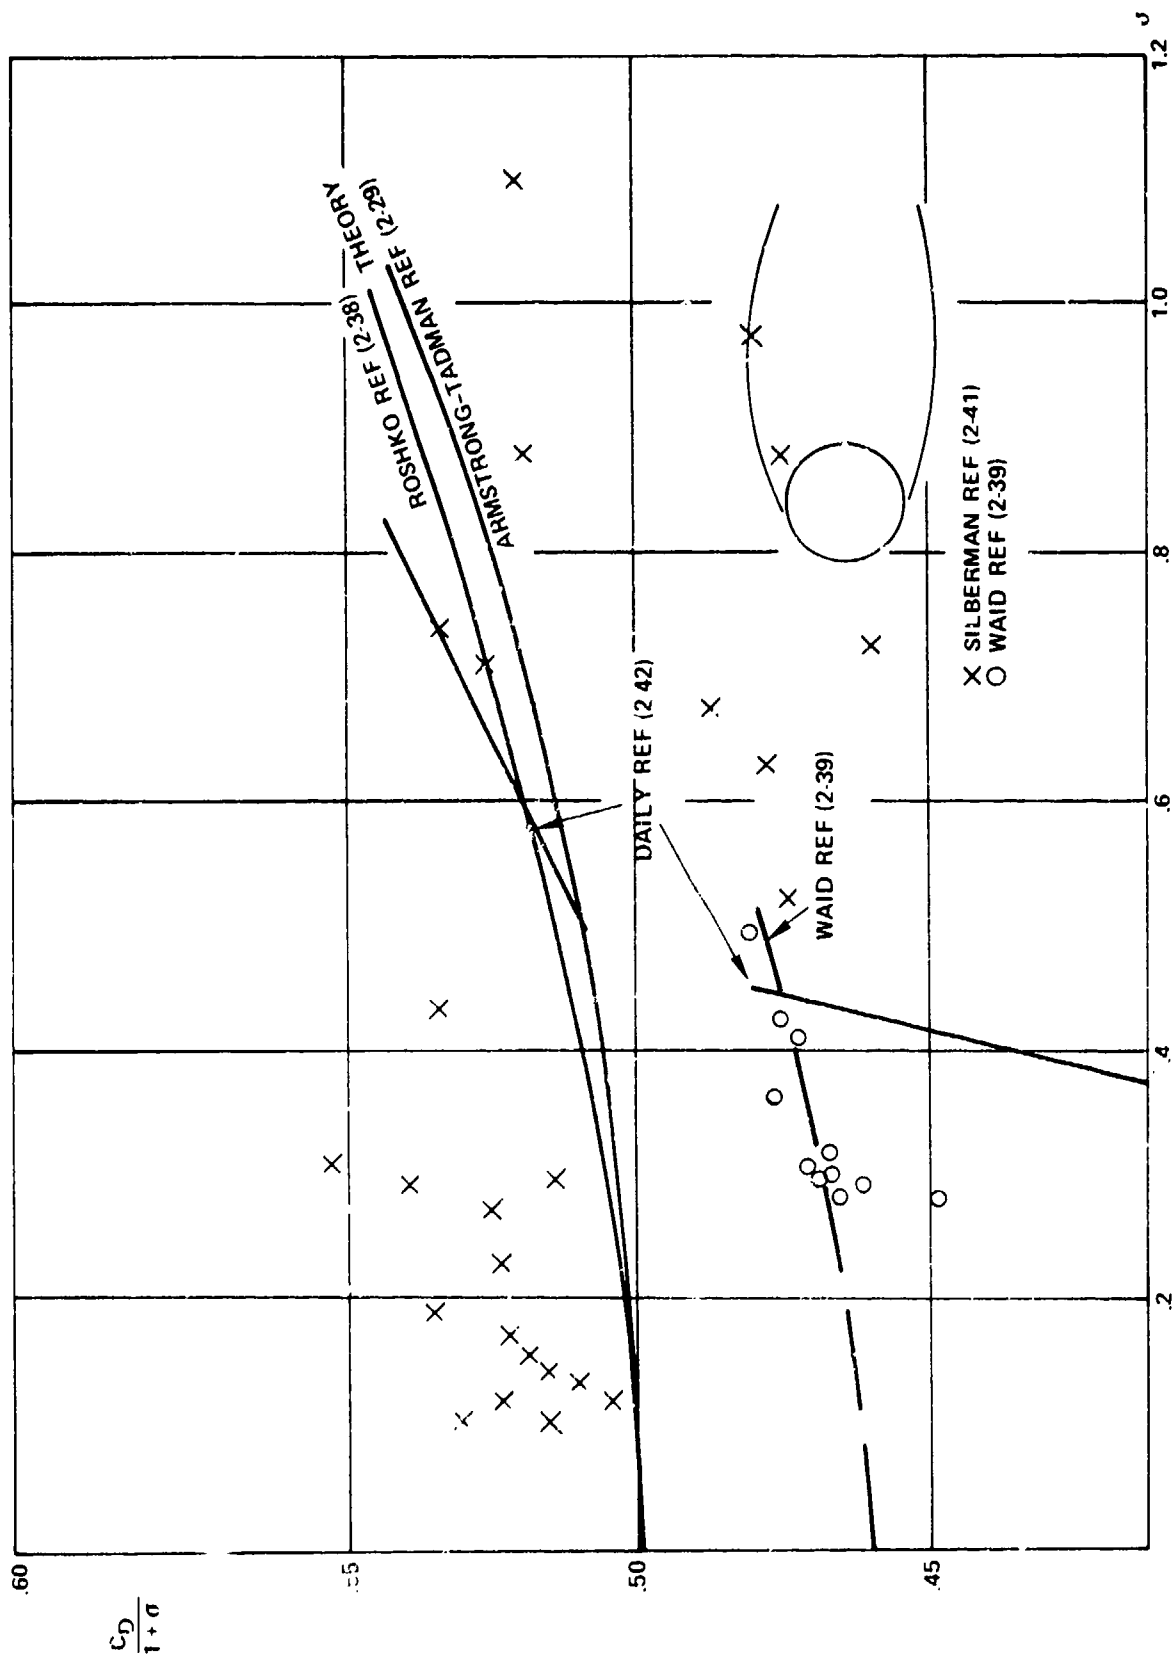 C_D
1 + σ
.60
.55
.50
.45
.2
.4
.6
.8
1.0
1.2
σ
ROSHKO REF (2-38) THEORY
ARMSTRONG-TADMAN REF (2-29)
DAILY REF (2 42)
WAID REF (2-39)
X SILBERMAN REF (2-41)
O WAID REF (2-39)